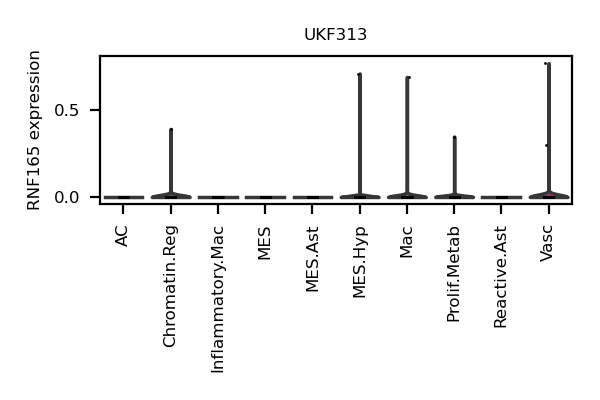 UKF313
RNF165 expression
0.5
0.0
AC
Chromatin.Reg
Inflammatory.Mac
MES
MES.Ast
MES.Hyp
Mac
Prolif.Metab
Reactive.Ast
Vasc